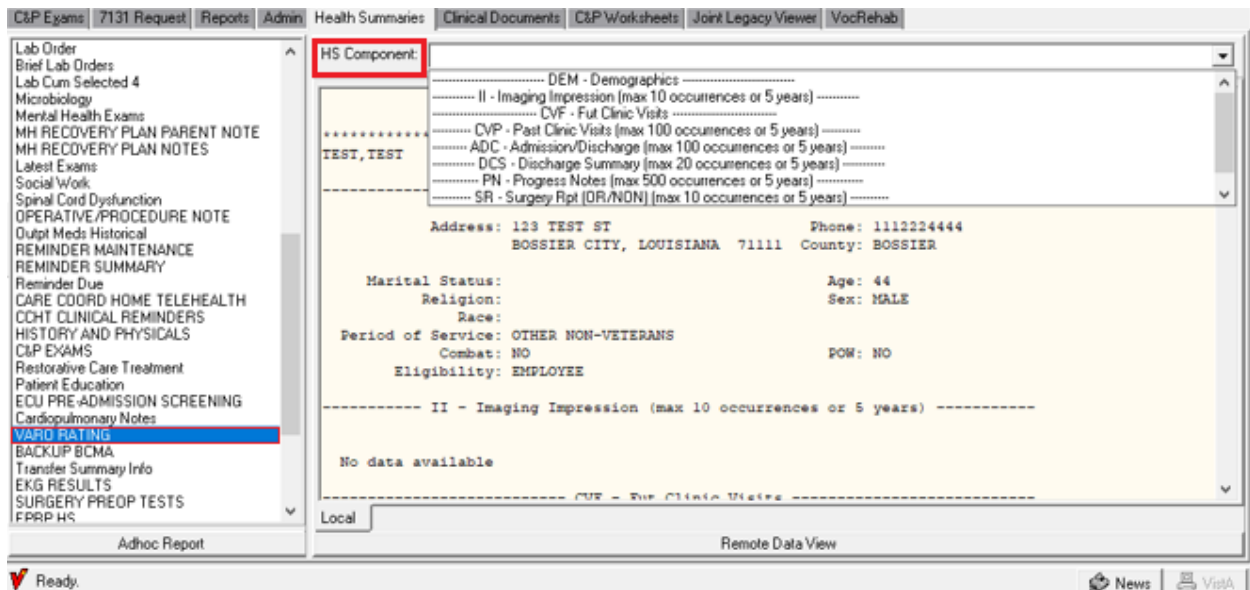 C&P Exams 7131 Request Reports Admin Health Summaries Clinical Documents C&P Worksheets Joint Legacy Viewer VocRehab
Lab Order
Brief Lab Orders
Lab Cum Selected 4
Microbiology
Mental Health Exams
MH RECOVERY PLAN PARENT NOTE
MH RECOVERY PLAN NOTES
Latest Exams
Social Work
Spinal Cord Dysfunction
OPERATIVE/PROCEDURE NOTE
Outpt Meds Historical
REMINDER MAINTENANCE
REMINDER SUMMARY
Reminder Due
CARE COORD HOME TELEHEALTH
CCHT CLINICAL REMINDERS
HISTORY AND PHYSICALS
C&P EXAMS
Restorative Care Treatment
Patient Education
ECU PRE-ADMISSION SCREENING
Cardiopulmonary Notes
VARO RATING
BACKUP BCMA
Transfer Summary Info
EKG RESULTS
SURGERY PREOP TESTS
EPRP HS
Adhoc Report
HS Component:
---------------------------- DEM - Demographics ----------------------------
----------- II - Imaging Impression (max 10 occurrences or 5 years) -----------
--------------------------- CVF - Fut Clinic Visits ---------------------------
---------- CVP - Past Clinic Visits (max 100 occurrences or 5 years) ----------
--------- ADC - Admission/Discharge (max 100 occurrences or 5 years) ---------
----------- DCS - Discharge Summary (max 20 occurrences or 5 years) -----------
------------ PN - Progress Notes (max 500 occurrences or 5 years) ------------
---------- SR - Surgery Rpt (OR/NON) (max 10 occurrences or 5 years) ----------
************
TEST,TEST
Address: 123 TEST ST Phone: 1112224444
BOSSIER CITY, LOUISIANA 71111 County: BOSSIER
Marital Status: Age: 44
Religion: Sex: MALE
Race:
Period of Service: OTHER NON-VETERANS
Combat: NO POW: NO
Eligibility: EMPLOYEE
----------- II - Imaging Impression (max 10 occurrences or 5 years) -----------
No data available
--------------------------- CVF - Fut Clinic Visits ---------------------------
Local
Remote Data View
Ready. News VistA